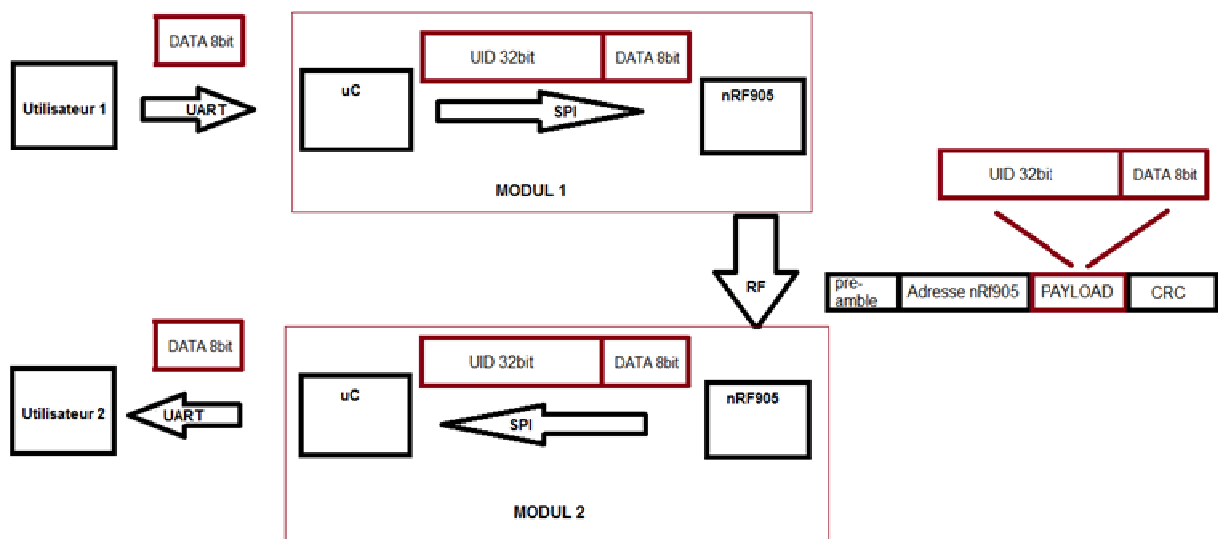 DATA 8bit
UID 32bit
DATA 8bit
Utilisateur 1
UART
uC
SPI
nRF905
MODUL 1
UID 32bit
DATA 8bit
RF
pre-
amble
Adresse nRf905
PAYLOAD
CRC
DATA 8bit
UID 32bit
DATA 8bit
Utilisateur 2
UART
uC
SPI
nRF905
MODUL 2